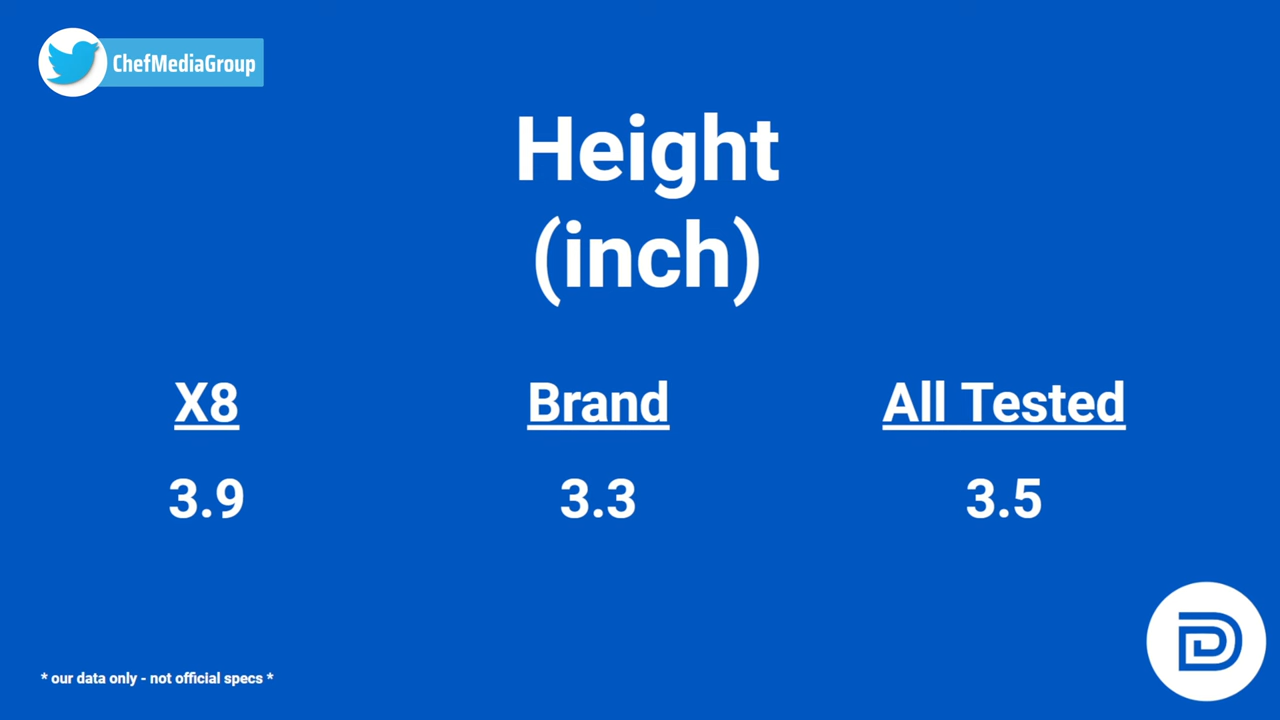 ChefMediaGroup
Height
(inch)
X8 Brand All Tested
3.9 3.3 3.5
* our data only - not official specs *